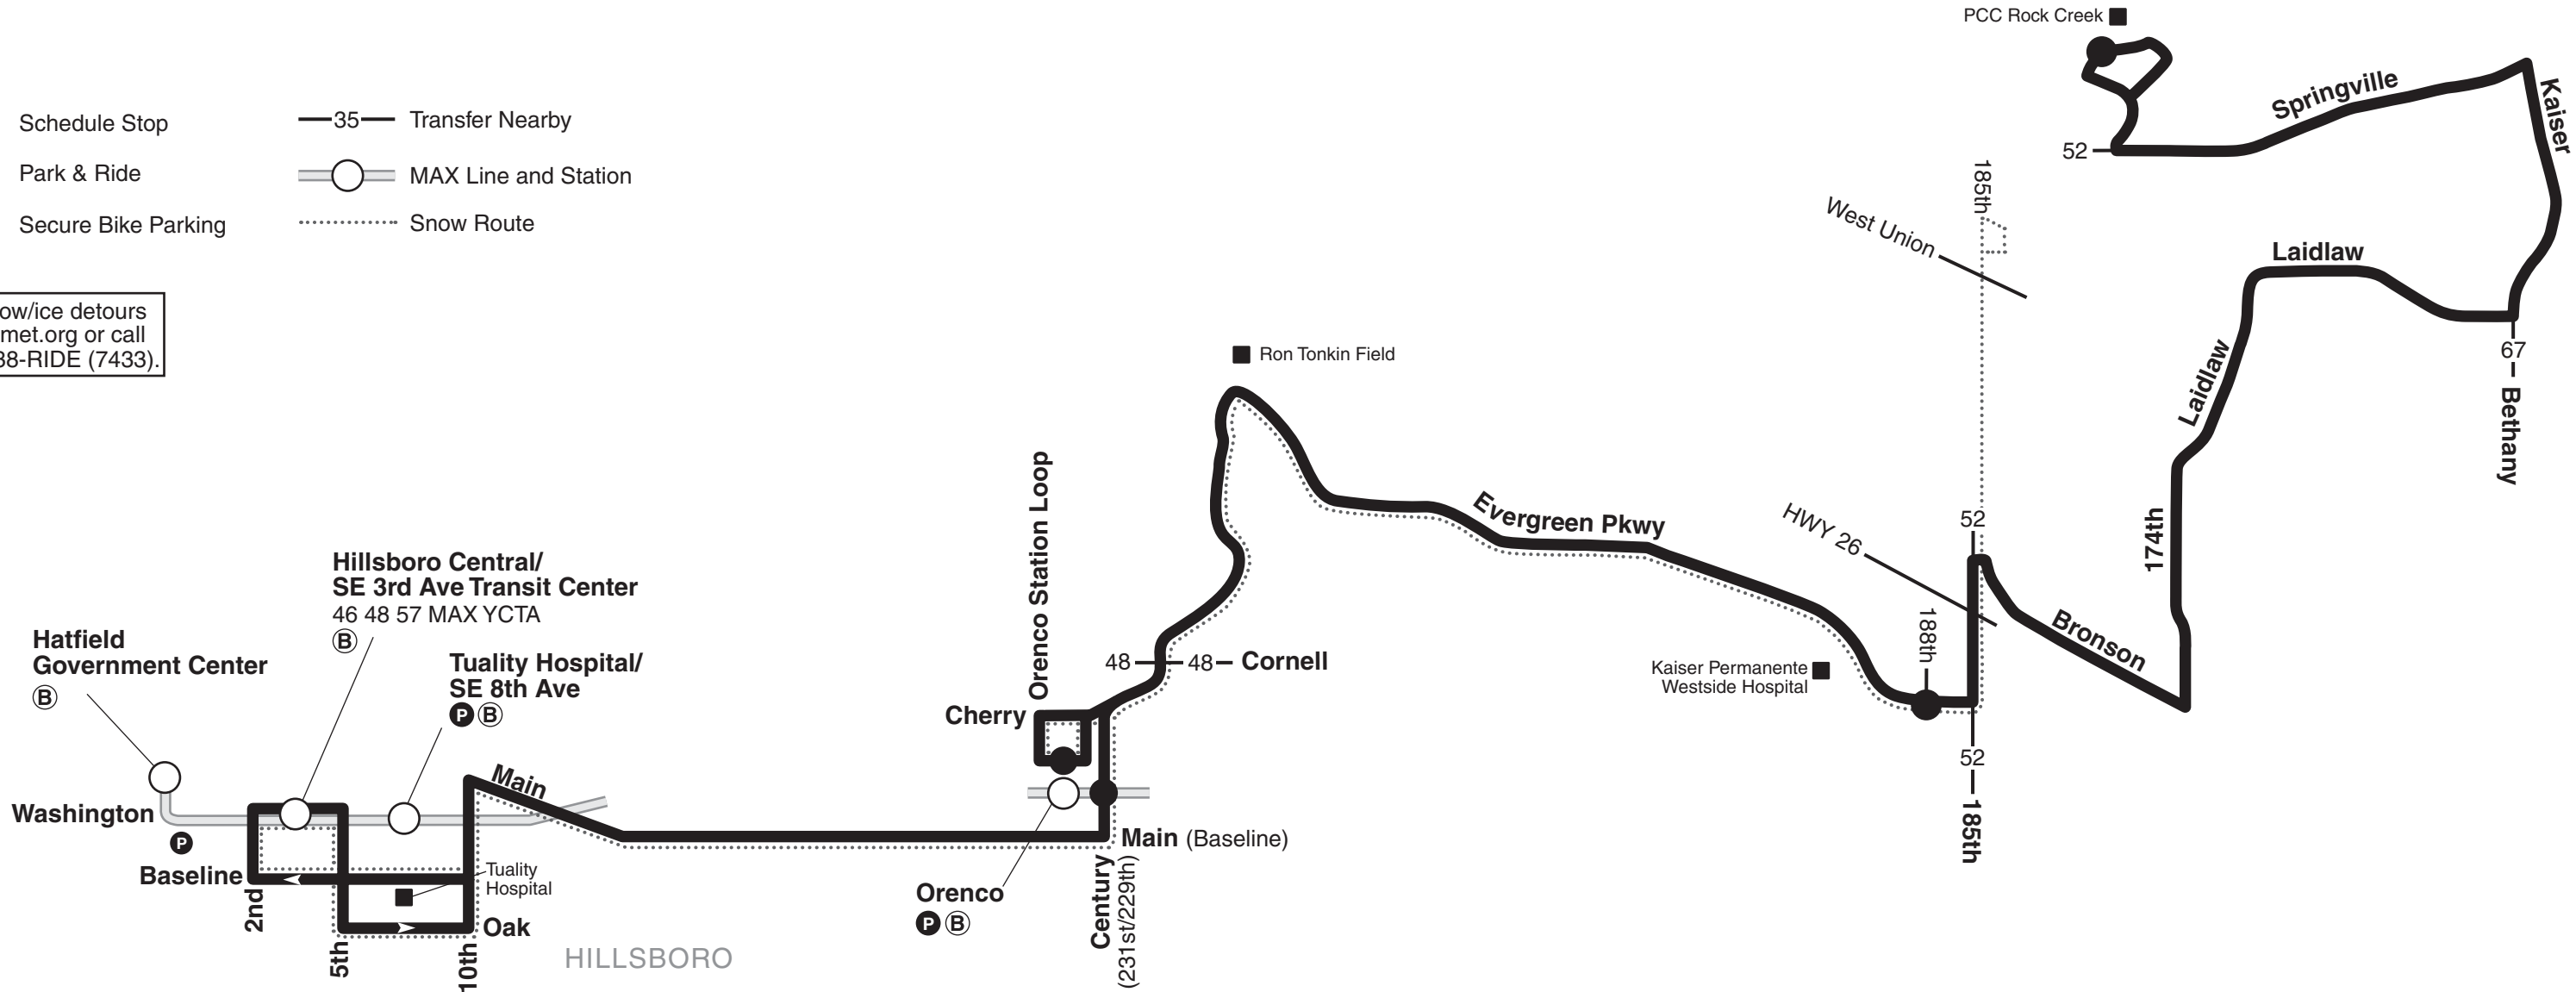 PCC Rock Creek
Springville
Kaiser
52
185th
West Union
Laidlaw
Laidlaw
67
Bethany
174th
Bronson
Schedule Stop
35
Transfer Nearby
Park & Ride
MAX Line and Station
Secure Bike Parking
Snow Route
ow/ice detours
met.org or call
38-RIDE (7433).
Ron Tonkin Field
Evergreen Pkwy
HWY 26
52
188th
Kaiser Permanente
Westside Hospital
52
185th
Orenco Station Loop
48
48
Cornell
Cherry
Hillsboro Central/
SE 3rd Ave Transit Center
46 48 57 MAX YCTA
B
Hatfield
Government Center
B
Tuality Hospital/
SE 8th Ave
P B
Main
Washington
P
Baseline
Main (Baseline)
Tuality
Hospital
Orenco
P B
Century
(231st/229th)
2nd
5th
10th
Oak
HILLSBORO